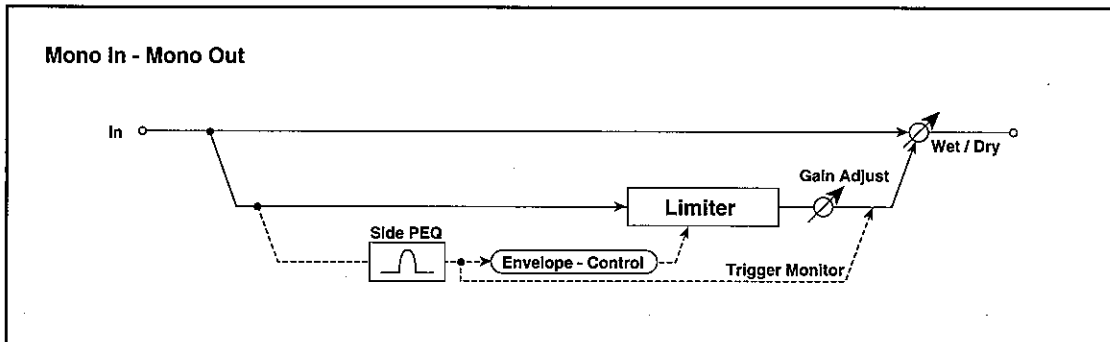 Mono In - Mono Out
In
Wet / Dry
Gain Adjust
Limiter
Side PEQ
Envelope - Control
Trigger Monitor